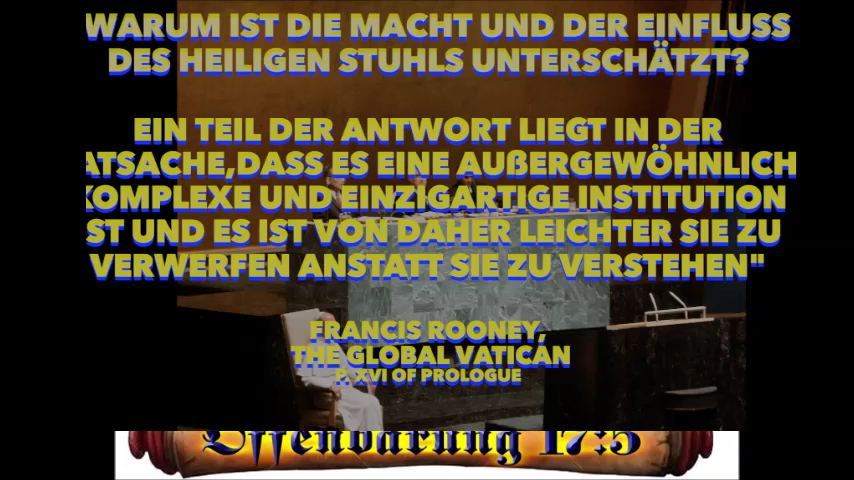 WARUM IST DIE MACHT UND DER EINFLUSS
DES HEILIGEN STUHLS UNTERSCHÄTZT?
EIN TEIL DER ANTWORT LIEGT IN DER
ATSACHE,DASS ES EINE AUßERGEWÖHNLICH
KOMPLEXE UND EINZIGARTIGE INSTITUTION
ST UND ES IST VON DAHER LEICHTER SIE ZU
VERWERFEN ANSTATT SIE ZU VERSTEHEN"
FRANCIS ROONEY,
THE GLOBAL VATICAN
P. XVI OF PROLOGUE
Offenbarung 17:5